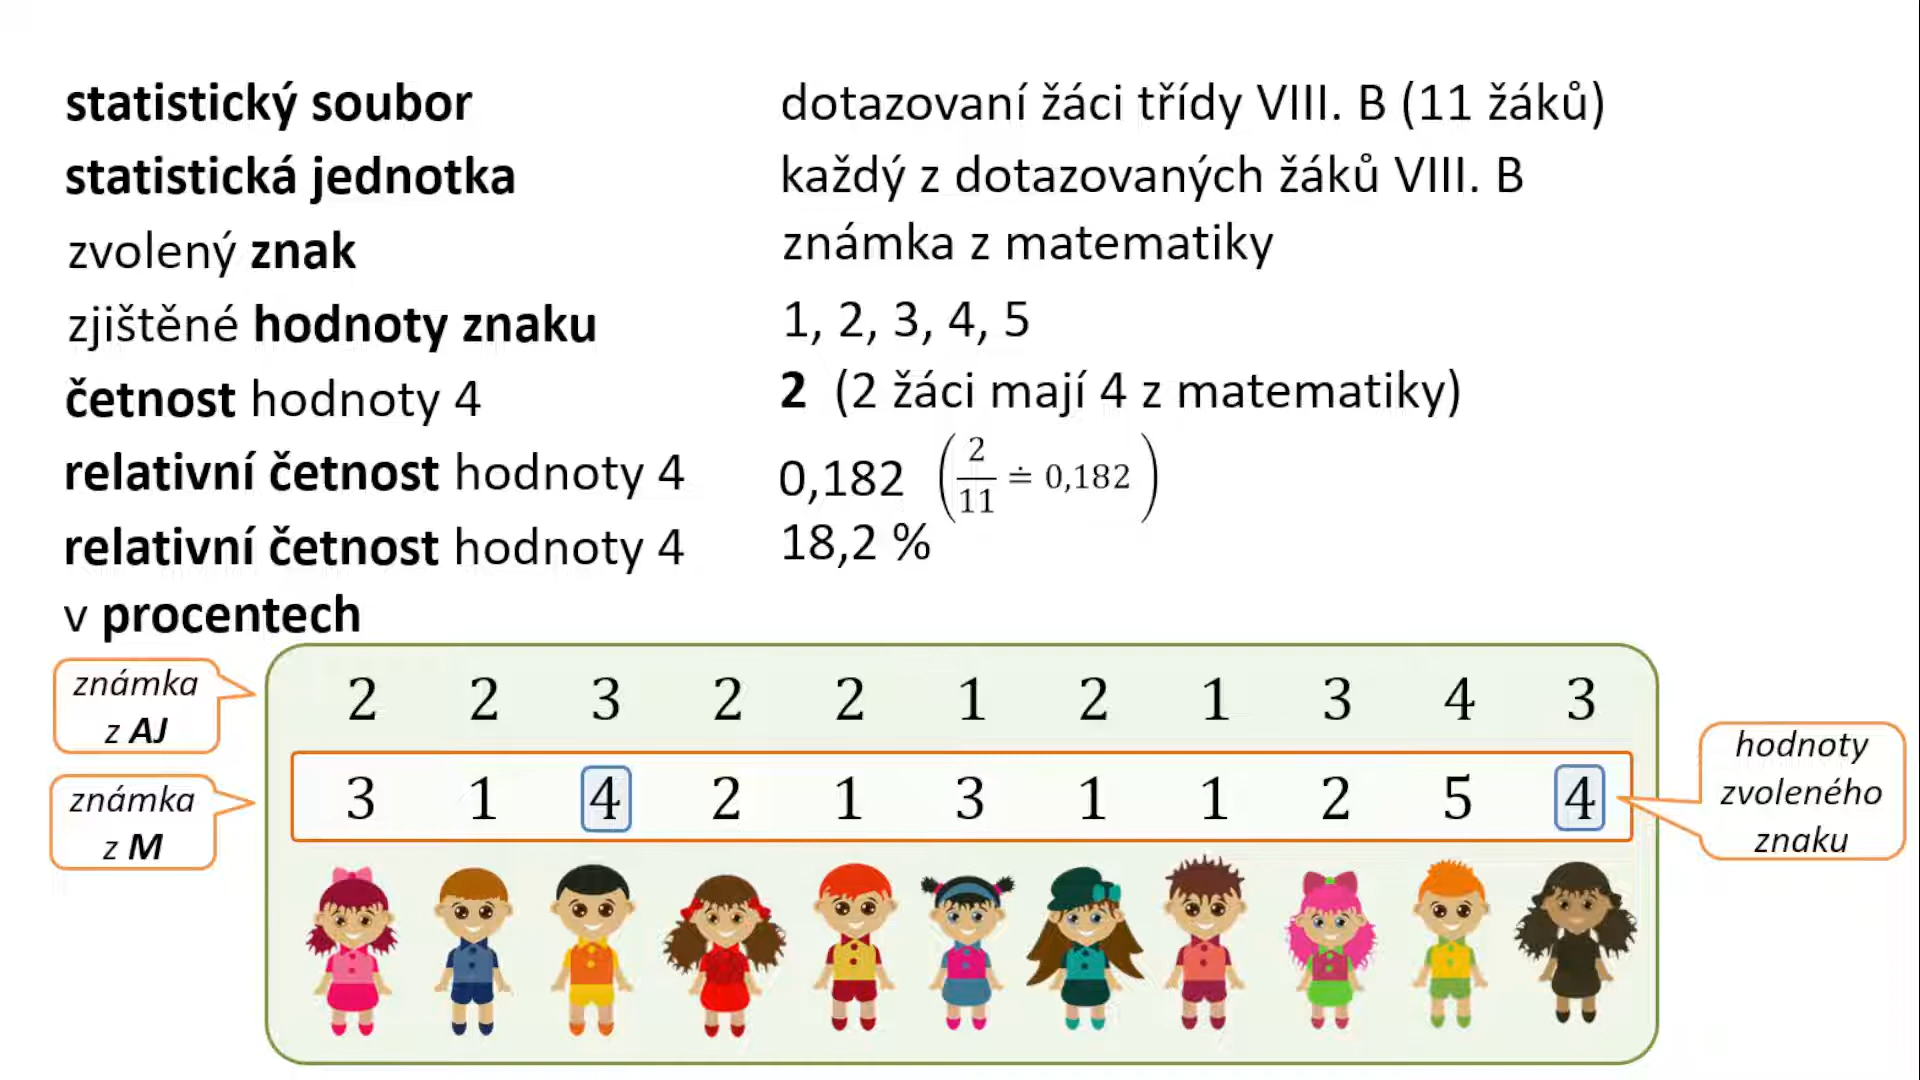 statistický soubor dotazovaní žáci třídy VIII. B (11 žáků)
statistická jednotka každý z dotazovaných žáků VIII. B
zvolený znak známka z matematiky
zjištěné hodnoty znaku 1, 2, 3, 4, 5
četnost hodnoty 4 2 (2 žáci mají 4 z matematiky)
relativní četnost hodnoty 4 0,182 (2/11 ≐ 0,182)
relativní četnost hodnoty 4 18,2 %
v procentech
známka
z AJ
2 2 3 2 2 1 2 1 3 4 3
známka
z M
3 1 4 2 1 3 1 1 2 5 4
hodnoty
zvoleného
znaku